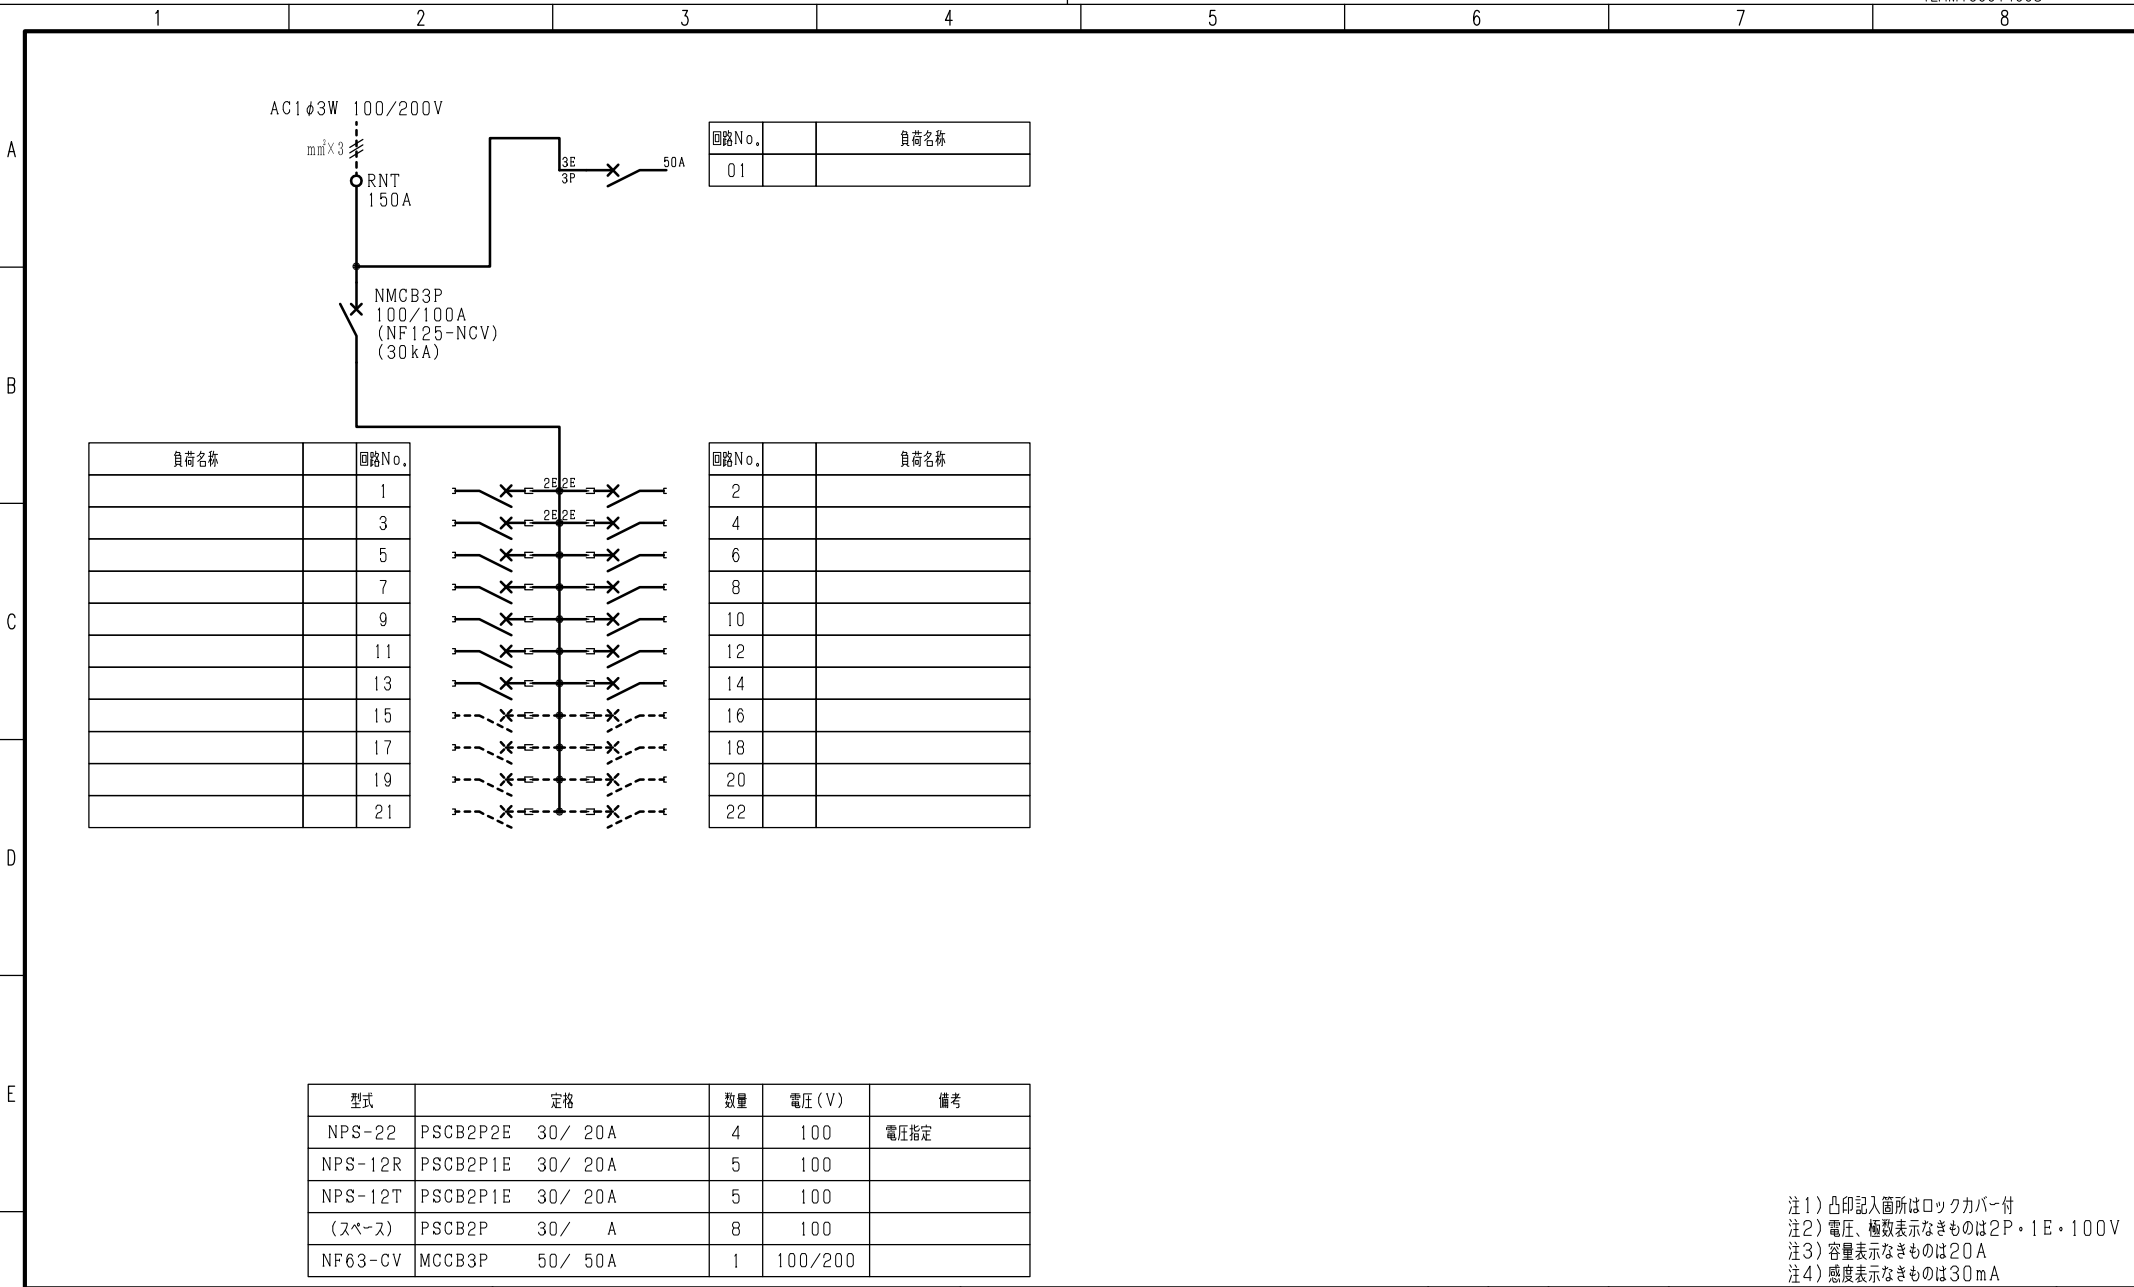 1 2 3 4 5 6 7 8
A
B
C
D
E
AC1φ3W 100/200V
mm²×3
RNT
150A
3E
3P
50A
回路No. 負荷名称
01
NMCB3P
100/100A
(NF125-NCV)
(30kA)
負荷名称 回路No.
1
3
5
7
9
11
13
15
17
19
21
2E 2E
2E 2E
回路No. 負荷名称
2
4
6
8
10
12
14
16
18
20
22
型式 定格 数量 電圧(V) 備考
NPS-22 PSCB2P2E 30/ 20A 4 100 電圧指定
NPS-12R PSCB2P1E 30/ 20A 5 100
NPS-12T PSCB2P1E 30/ 20A 5 100
(スペース) PSCB2P 30/ A 8 100
NF63-CV MCCB3P 50/ 50A 1 100/200
注1)凸印記入箇所はロックカバー付
注2)電圧、極数表示なきものは2P・1E・100V
注3)容量表示なきものは20A
注4)感度表示なきものは30mA